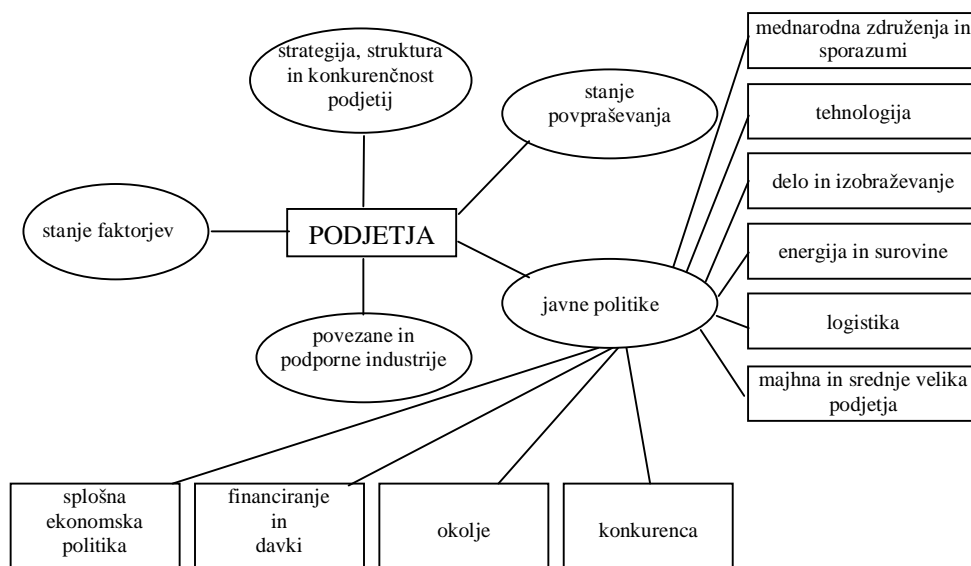 strategija, struktura
in konkurenčnost
podjetij
stanje
povpraševanja
mednarodna združenja in
sporazumi
tehnologija
delo in izobraževanje
stanje faktorjev
PODJETJA
energija in surovine
javne politike
logistika
povezane in
podporne industrije
majhna in srednje velika
podjetja
splošna
ekonomska
politika
financiranje
in
davki
okolje
konkurenca